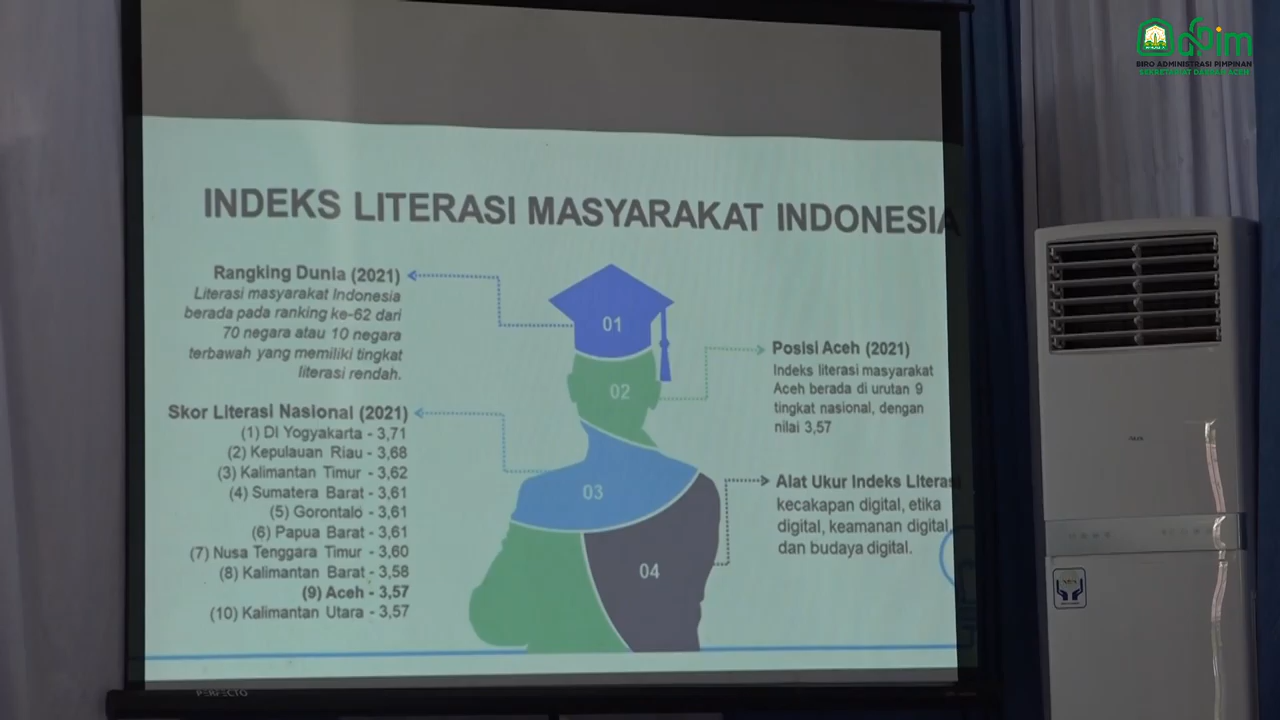 BIRO ADMINISTRASI PIMPINAN
INDEKS LITERASI MASYARAKAT INDONESIA
Rangking Dunia (2021)
Literasi masyarakat Indonesia
berada pada ranking ke-62 dari
70 negara atau 10 negara
terbawah yang memiliki tingkat
literasi rendah.
Skor Literasi Nasional (2021)
(1) DI Yogyakarta - 3,71
(2) Kepulauan Riau - 3,68
(3) Kalimantan Timur - 3,62
(4) Sumatera Barat - 3,61
(5) Gorontalo - 3,61
(6) Papua Barat - 3,61
(7) Nusa Tenggara Timur - 3,60
(8) Kalimantan Barat - 3,58
(9) Aceh - 3,57
(10) Kalimantan Utara - 3,57
01
02
03
04
Posisi Aceh (2021)
Indeks literasi masyarakat
Aceh berada di urutan 9
tingkat nasional, dengan
nilai 3,57
Alat Ukur Indeks Literasi
kecakapan digital, etika
digital, keamanan digital,
dan budaya digital.
PERFECTO